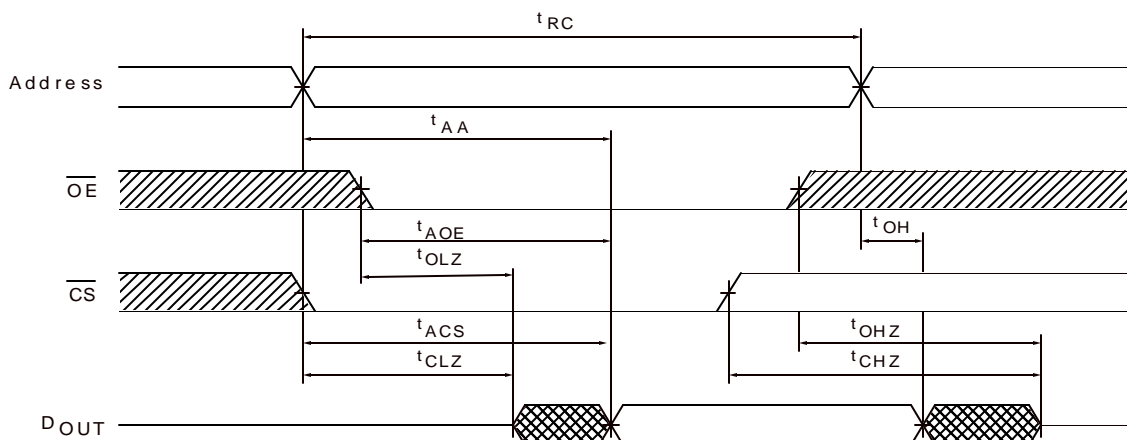 tRC
Address
tAA
OE
tAOE
tOH
tOLZ
CS
tACS
tOHZ
tCLZ
tCHZ
DOUT